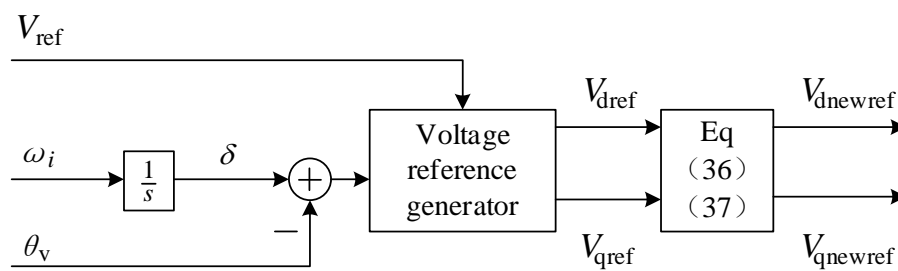 V_ref
V_dref
V_dnewref
ω_i
1/s
δ
+
Voltage
reference
generator
Eq
（36）
（37）
−
θ_v
V_qref
V_qnewref